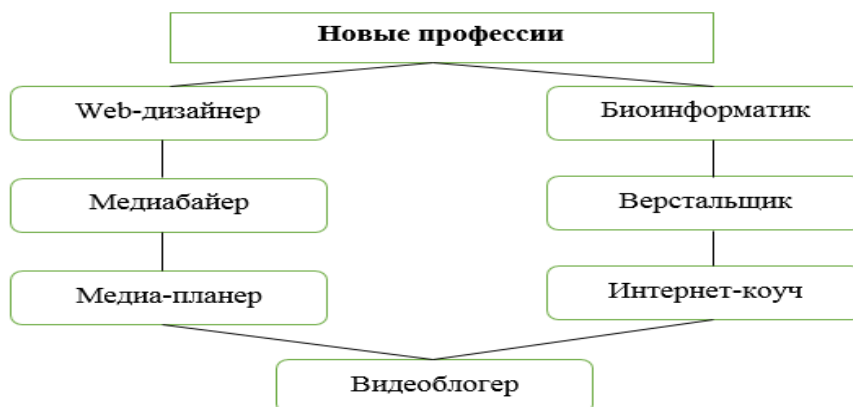 Новые профессии
Web-дизайнер
Биоинформатик
Медиабайер
Верстальщик
Медиа-планер
Интернет-коуч
Видеоблогер